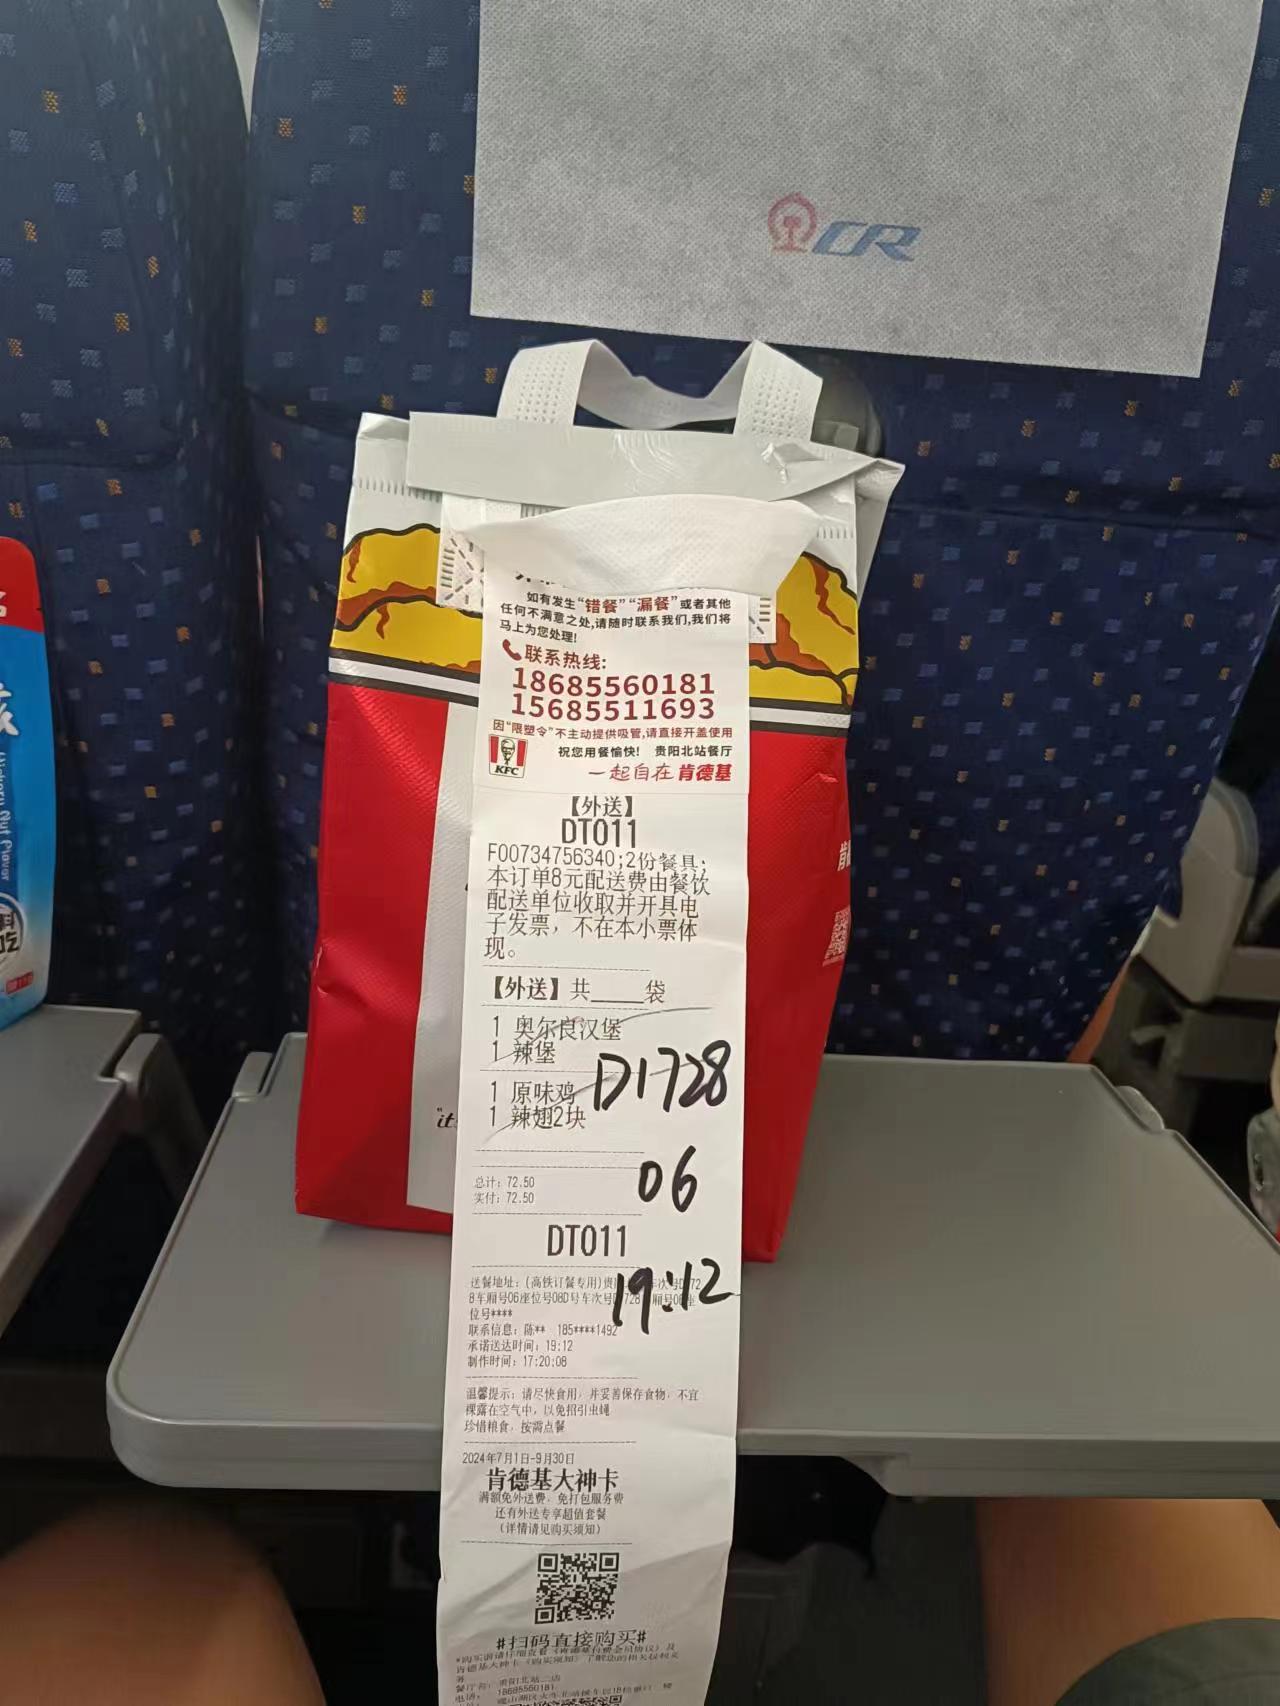 CR
如有发生“错餐”“漏餐”或者其他
任何不满意之处,请随时联系我们,我们将
马上为您处理!
联系热线:
18685560181
15685511693
因“限塑令”不主动提供吸管,请直接开盖使用
祝您用餐愉快! 贵阳北站餐厅
KFC
一起自在肯德基
【外送】
DT011
F00734756340;2份餐具;
本订单8元配送费由餐饮
配送单位收取并开具电
子发票，不在本小票体
现。
【外送】共____袋
1 奥尔良汉堡
1 辣堡
1 原味鸡
1 辣翅2块
D1728
06
总计: 72.50
实付: 72.50
DT011
19:12
送餐地址: (高铁订餐专用)贵
8车厢号06座位号08D号车次号D1728 厢号06座
位号****
联系信息: 陈** 185****1492
承诺送达时间: 19:12
制作时间: 17:20:08
温馨提示: 请尽快食用，并妥善保存食物，不宜
裸露在空气中，以免招引虫蝇
珍惜粮食，按需点餐
2024年7月1日-9月30日
肯德基大神卡
满额免外送费，免打包服务费
还有外送专享超值套餐
(详情请见购买须知)
#扫码直接购买#
餐厅名: 贵阳北站二店
电话: 18685560181
"it
肯